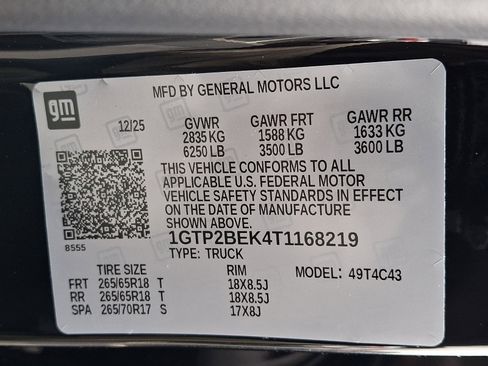 gm
MFD BY GENERAL MOTORS LLC
12/25 GVWR GAWR FRT GAWR RR
2835 KG 1588 KG 1633 KG
6250 LB 3500 LB 3600 LB
THIS VEHICLE CONFORMS TO ALL
APPLICABLE U.S. FEDERAL MOTOR
VEHICLE SAFETY STANDARDS IN EFFECT
ON THE DATE OF MANUFACTURE
SHOWN ABOVE.
8555
1GTP2BEK4T1168219
TYPE: TRUCK
TIRE SIZE RIM MODEL: 49T4C43
FRT 265/65R18 T 18X8.5J
RR 265/65R18 T 18X8.5J
SPA 265/70R17 S 17X8J